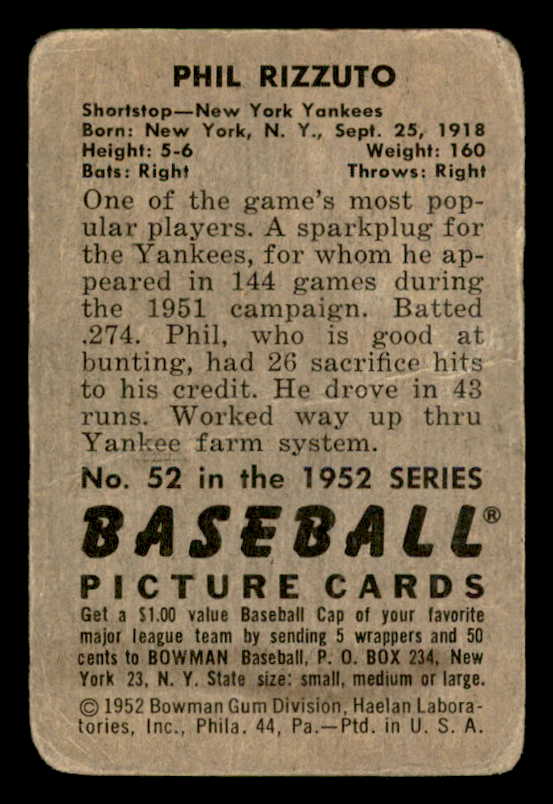 PHIL RIZZUTO
Shortstop—New York Yankees
Born: New York, N. Y., Sept. 25, 1918
Height: 5-6 Weight: 160
Bats: Right Throws: Right
One of the game's most pop-
ular players. A sparkplug for
the Yankees, for whom he ap-
peared in 144 games during
the 1951 campaign. Batted
.274. Phil, who is good at
bunting, had 26 sacrifice hits
to his credit. He drove in 43
runs. Worked way up thru
Yankee farm system.
No. 52 in the 1952 SERIES
BASEBALL®
PICTURE CARDS
Get a $1.00 value Baseball Cap of your favorite
major league team by sending 5 wrappers and 50
cents to BOWMAN Baseball, P. O. BOX 234, New
York 23, N. Y. State size: small, medium or large.
© 1952 Bowman Gum Division, Haelan Labora-
tories, Inc., Phila. 44, Pa.—Ptd. in U. S. A.